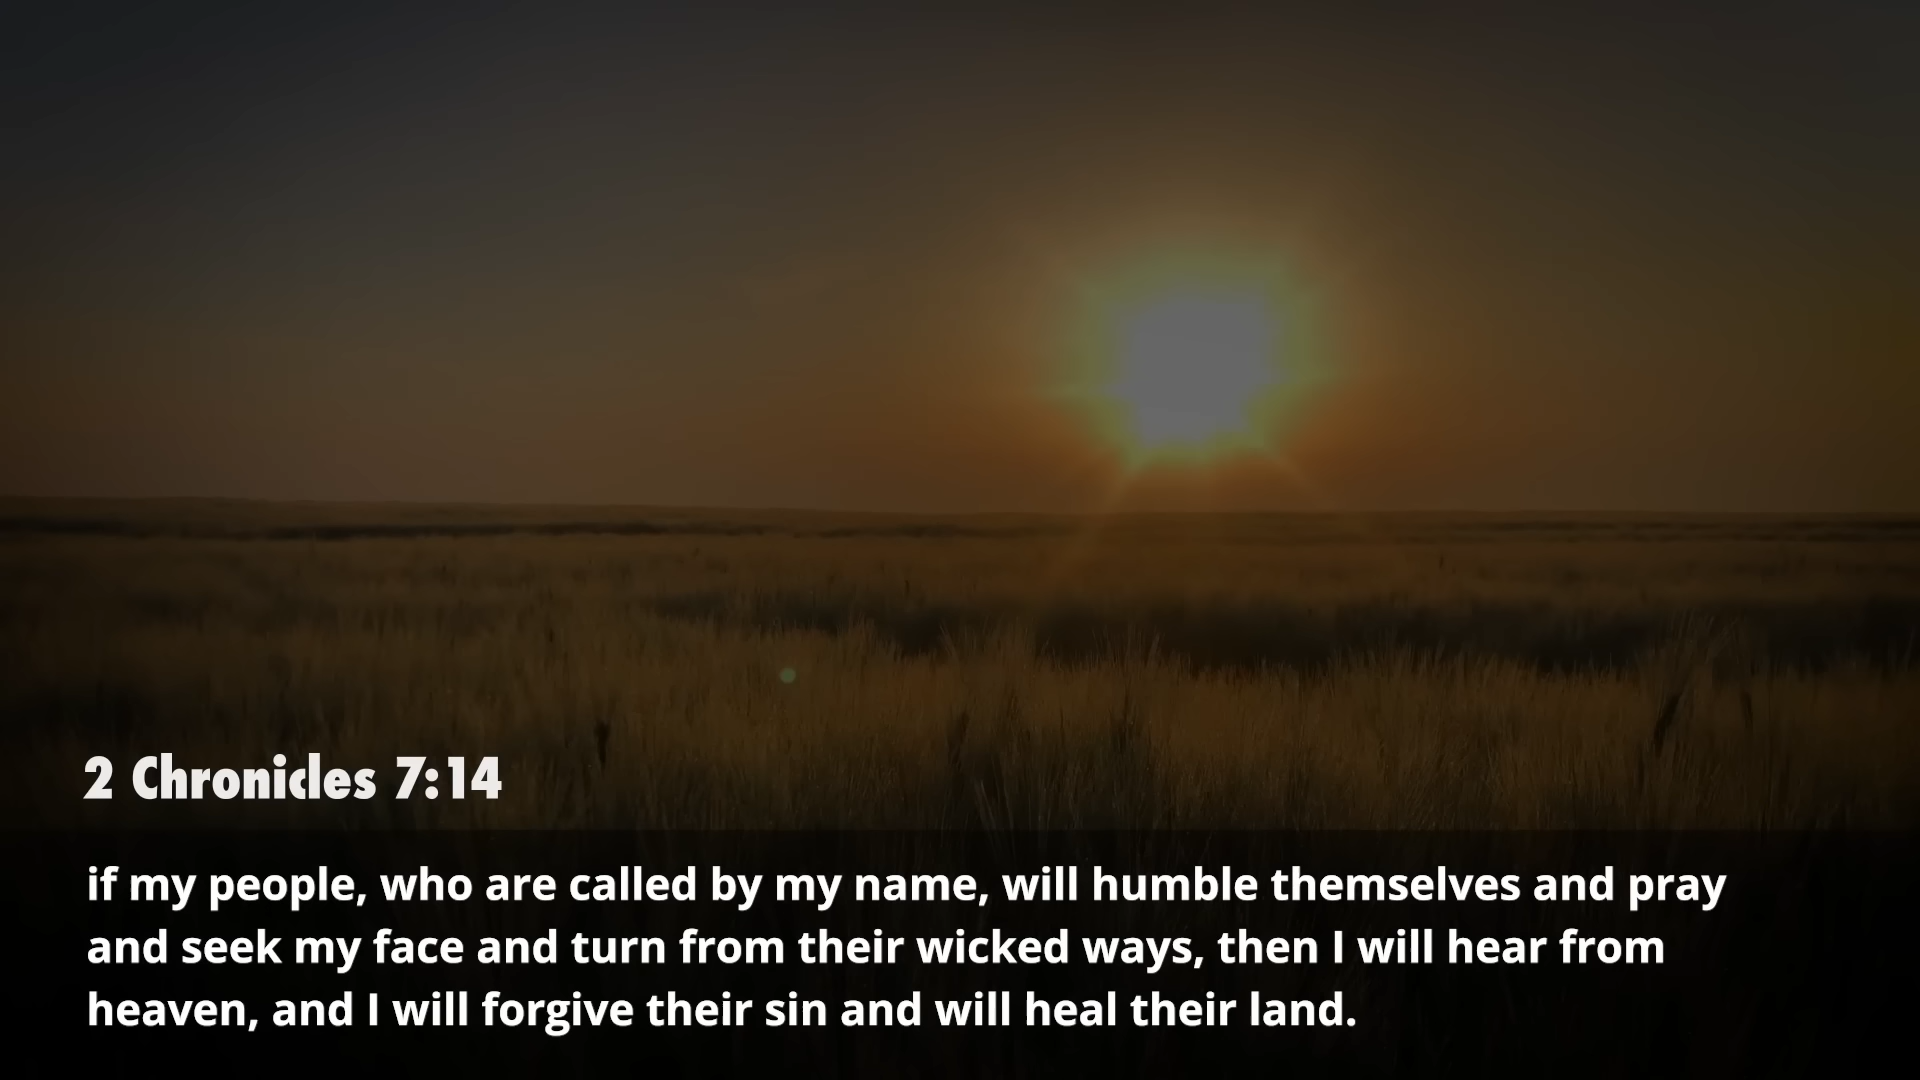 2 Chronicles 7:14
if my people, who are called by my name, will humble themselves and pray
and seek my face and turn from their wicked ways, then I will hear from
heaven, and I will forgive their sin and will heal their land.